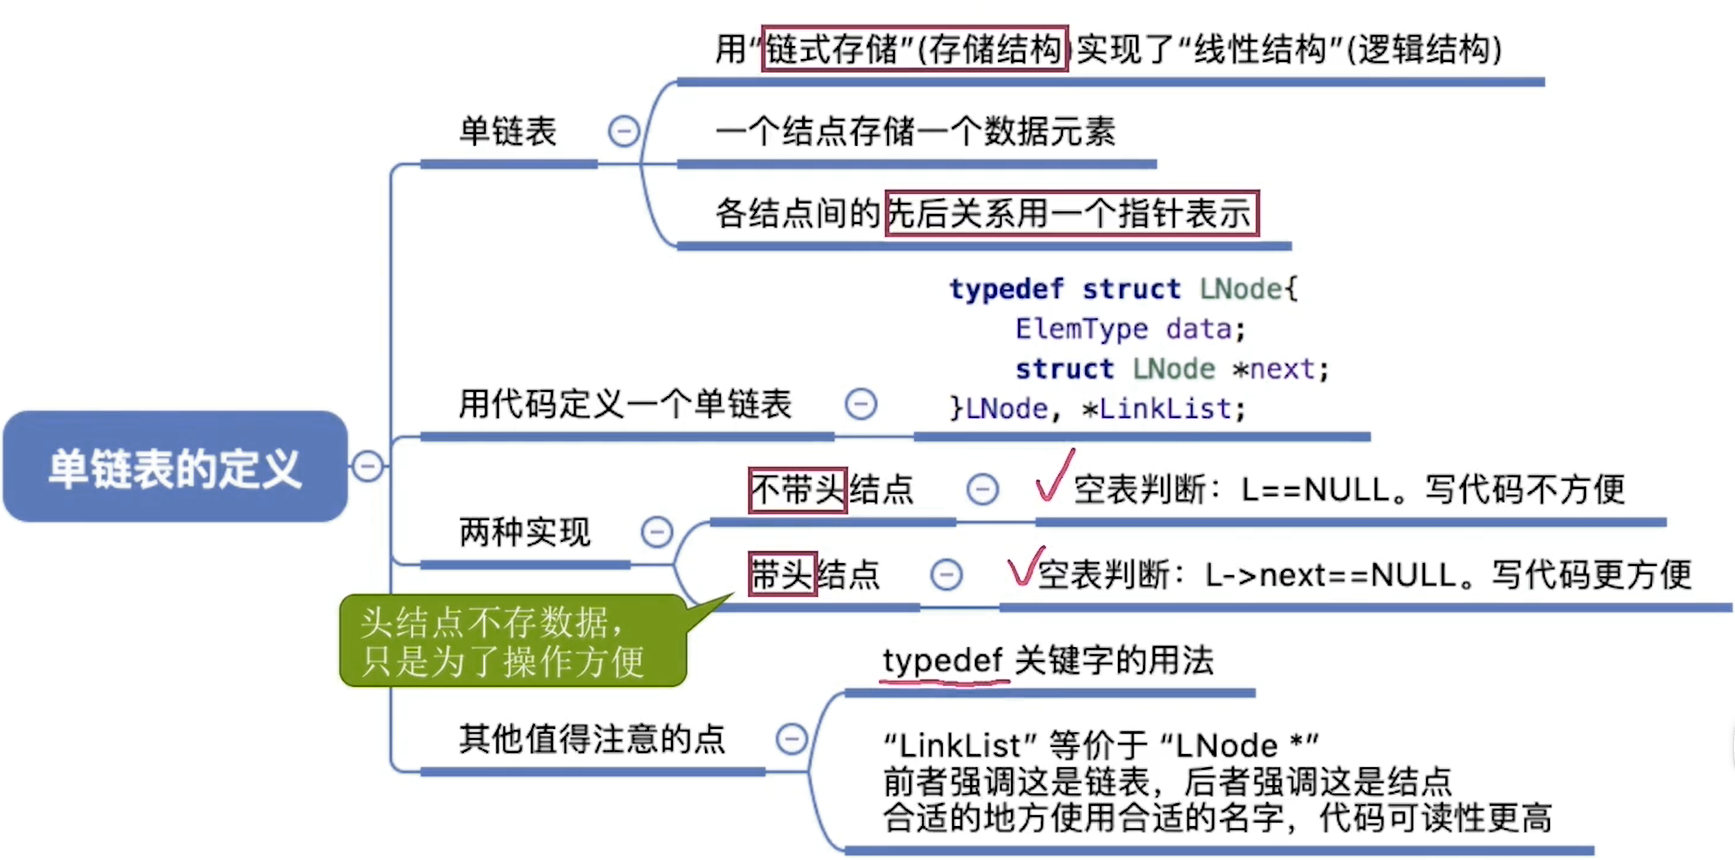 单链表的定义
单链表
用“链式存储”(存储结构)实现了“线性结构”(逻辑结构)
一个结点存储一个数据元素
各结点间的先后关系用一个指针表示
用代码定义一个单链表
typedef struct LNode{
ElemType data;
struct LNode *next;
}LNode, *LinkList;
两种实现
不带头结点
空表判断：L==NULL。写代码不方便
带头结点
空表判断：L->next==NULL。写代码更方便
头结点不存数据，
只是为了操作方便
其他值得注意的点
typedef 关键字的用法
“LinkList” 等价于 “LNode *”
前者强调这是链表，后者强调这是结点
合适的地方使用合适的名字，代码可读性更高